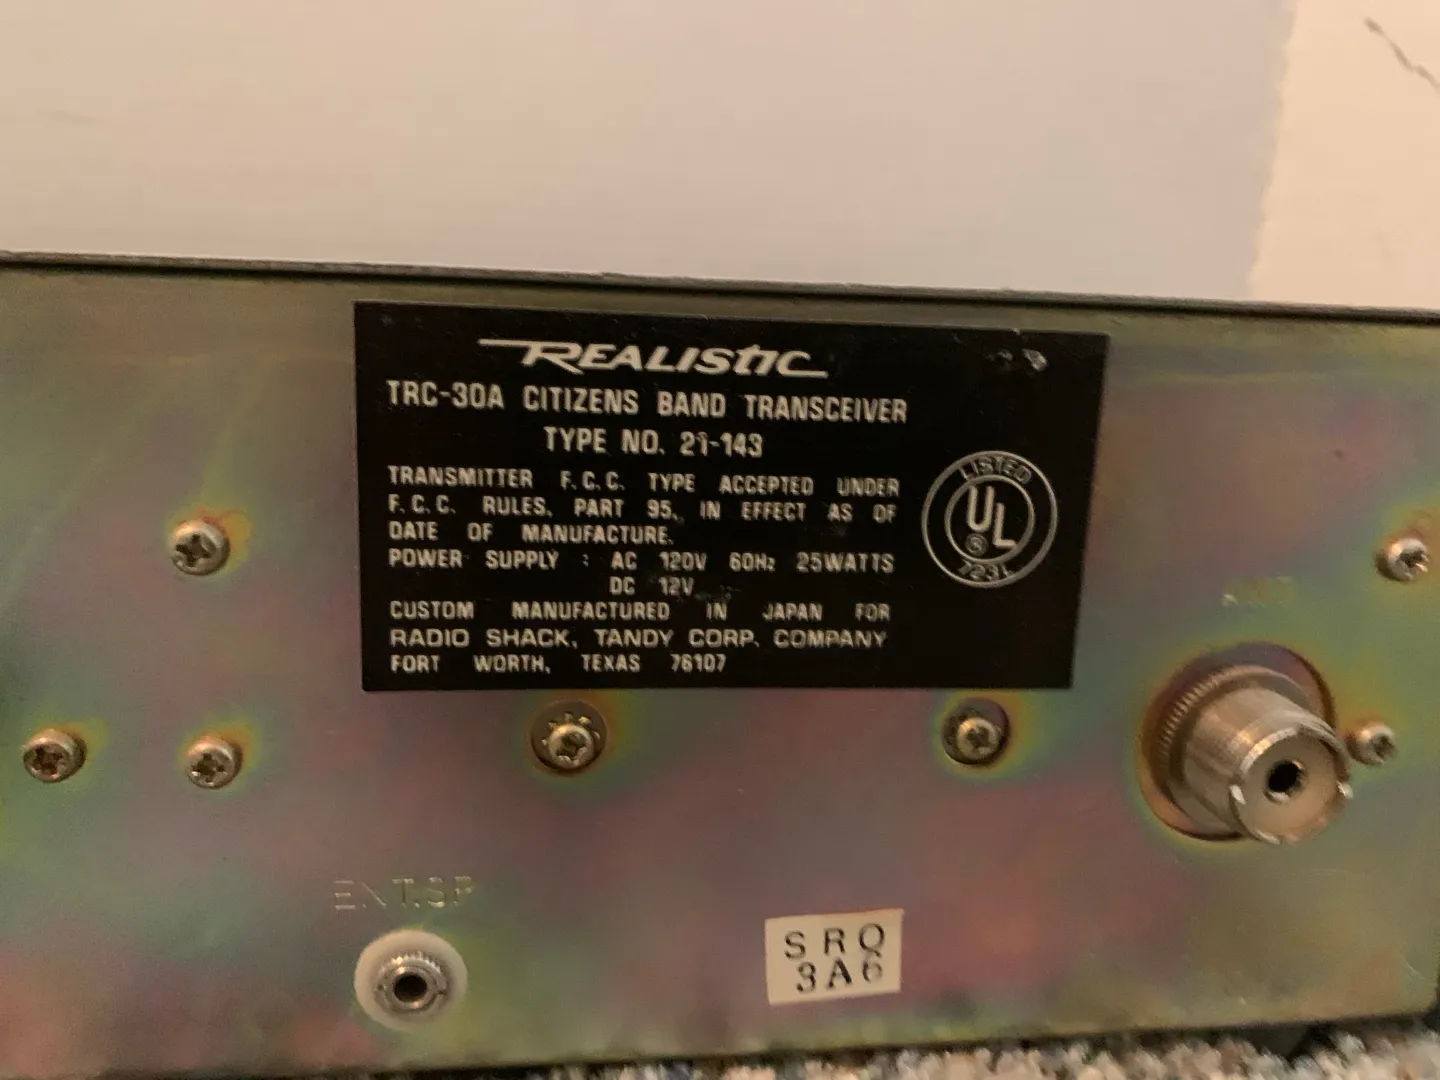 REALISTIC
TRC-30A CITIZENS BAND TRANSCEIVER
TYPE NO. 21-143
TRANSMITTER F.C.C. TYPE ACCEPTED UNDER
F.C.C. RULES, PART 95, IN EFFECT AS OF
DATE OF MANUFACTURE.
POWER SUPPLY : AC 120V 60Hz 25WATTS
DC 12V
CUSTOM MANUFACTURED IN JAPAN FOR
RADIO SHACK, TANDY CORP. COMPANY
FORT WORTH, TEXAS 76107
LISTED
UL ®
723L
ANT
EXT.SP
SRQ
3A6